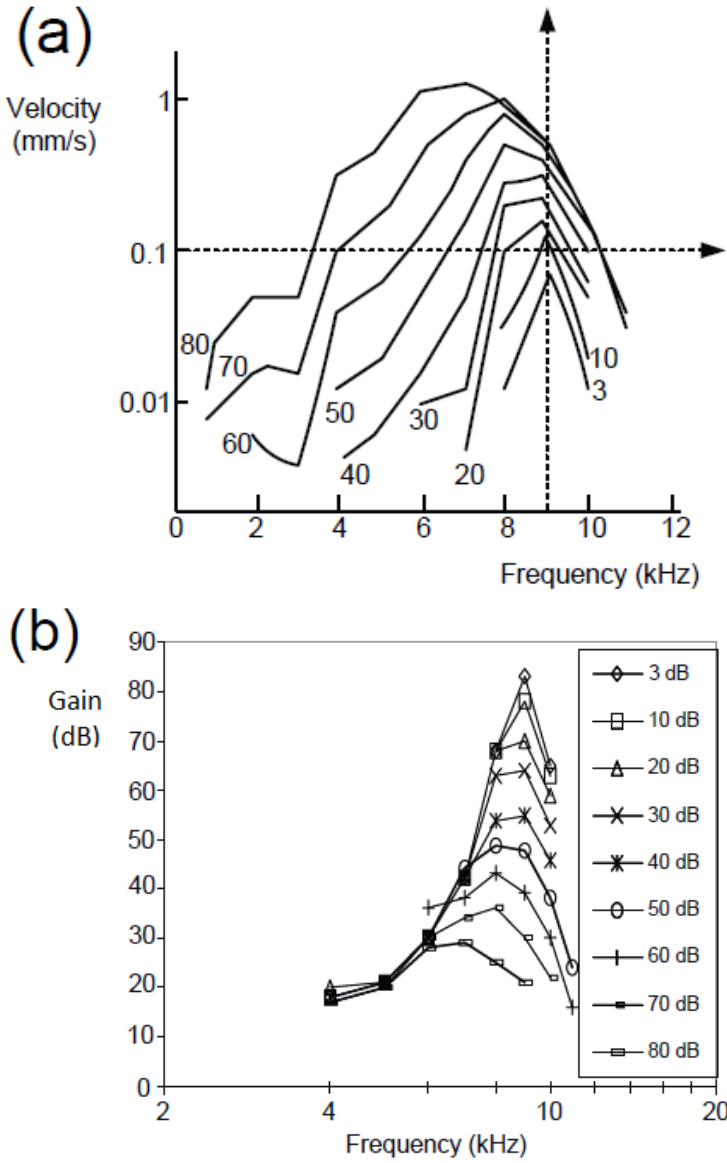 (a)
Velocity
(mm/s)
1
0.1
0.01
80
70
60
50
40
30
20
10
3
0 2 4 6 8 10 12
Frequency (kHz)
(b)
Gain
(dB)
90
80
70
60
50
40
30
20
10
0
3 dB
10 dB
20 dB
30 dB
40 dB
50 dB
60 dB
70 dB
80 dB
2 4 10 20
Frequency (kHz)